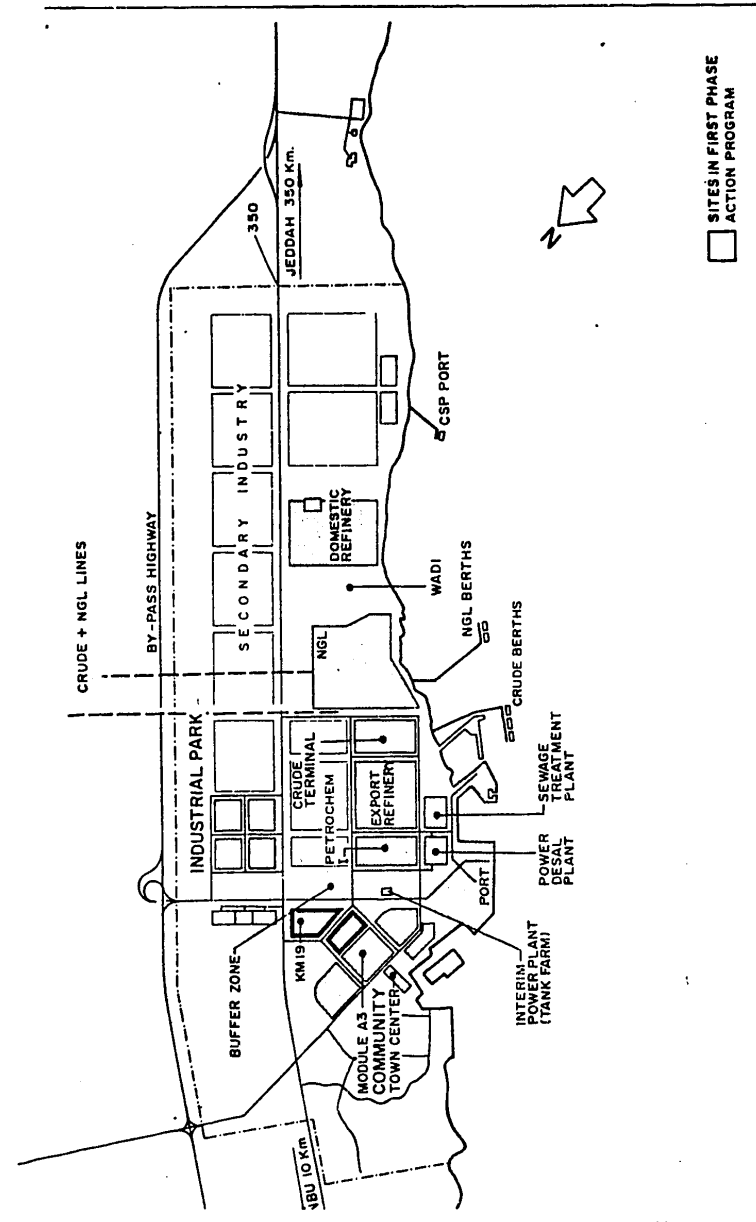 CRUDE + NGL LINES
BY-PASS HIGHWAY
INDUSTRIAL PARK
SECONDARY INDUSTRY
BUFFER ZONE
350
JEDDAH 350 Km.
KM19
NBU 10 Km
CRUDE
TERMINAL
PETROCHEM
NGL
DOMESTIC
REFINERY
MODULE A3
COMMUNITY
TOWN CENTER
EXPORT
REFINERY
WADI
CSP PORT
NGL BERTHS
CRUDE BERTHS
PORT
INTERIM
POWER PLANT
(TANK FARM)
POWER
DESAL
PLANT
SEWAGE
TREATMENT
PLANT
N
SITES IN FIRST PHASE
ACTION PROGRAM